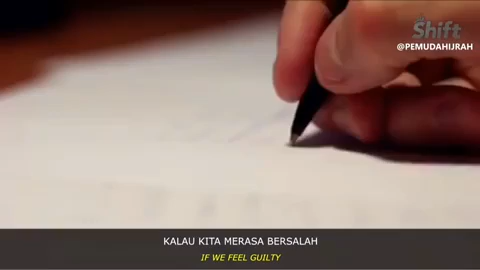 Shift
@PEMUDAHIJRAH
KALAU KITA MERASA BERSALAH
IF WE FEEL GUILTY